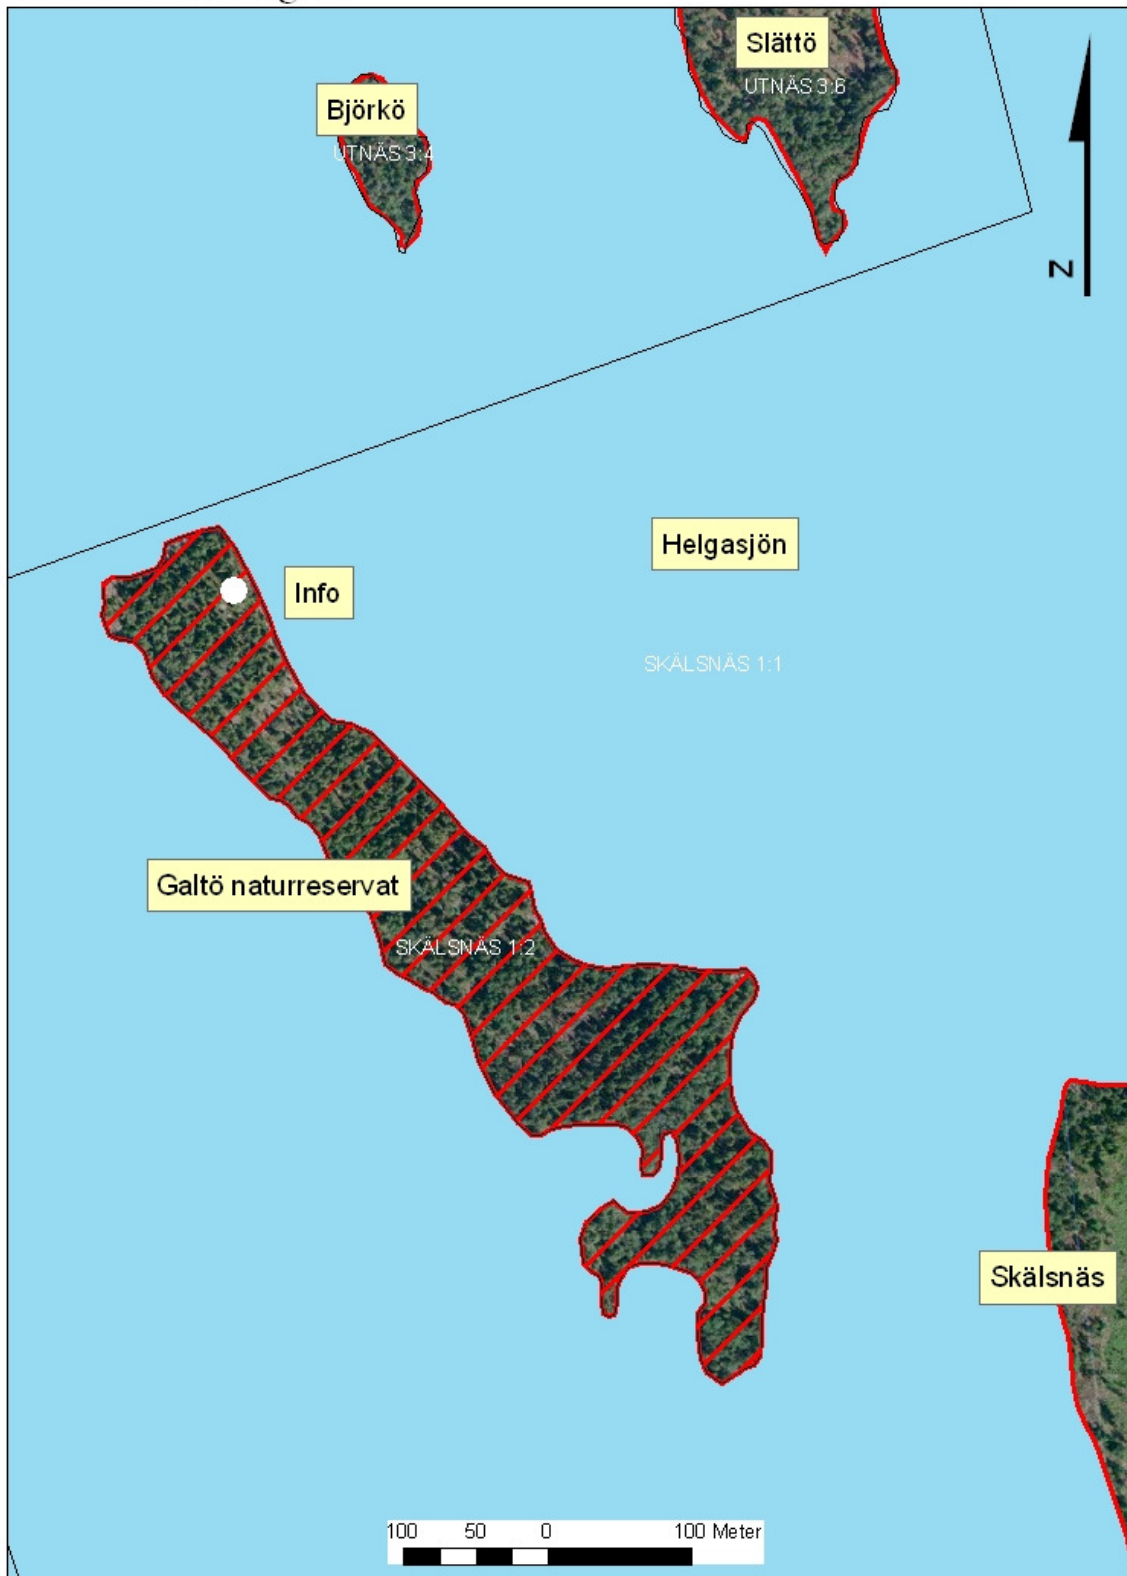 Slättö
UTNÄS 3:6
Björkö
UTNÄS 3:4
N
Helgasjön
Info
SKÄLSNÄS 1:1
Galtö naturreservat
SKÄLSNÄS 1:2
Skälsnäs
100 50 0 100 Meter